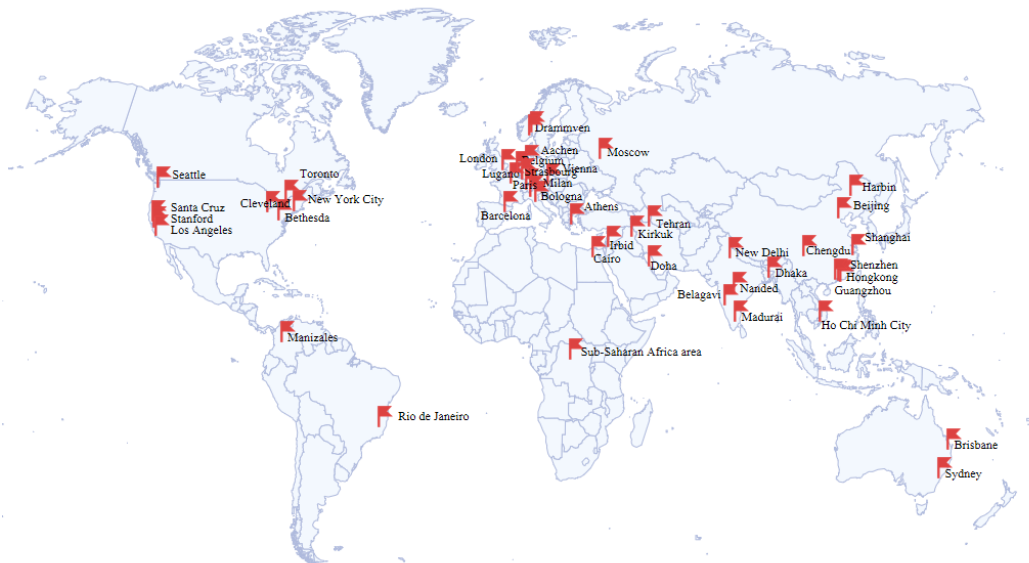 Drammven
London
Aachen
Belgium
Moscow
Lugano
Strasbourg
Vienna
Seattle
Toronto
Paris
Milan
Harbin
Cleveland
New York City
Bologna
Santa Cruz
Bethesda
Barcelona
Athens
Beijing
Stanford
Tehran
Los Angeles
Kirkuk
Shanghai
Irbid
New Delhi
Chengdu
Cairo
Doha
Dhaka
Shenzhen
Hongkong
Belagavi
Nanded
Guangzhou
Madurai
Ho Chi Minh City
Manizales
Sub-Saharan Africa area
Rio de Janeiro
Brisbane
Sydney